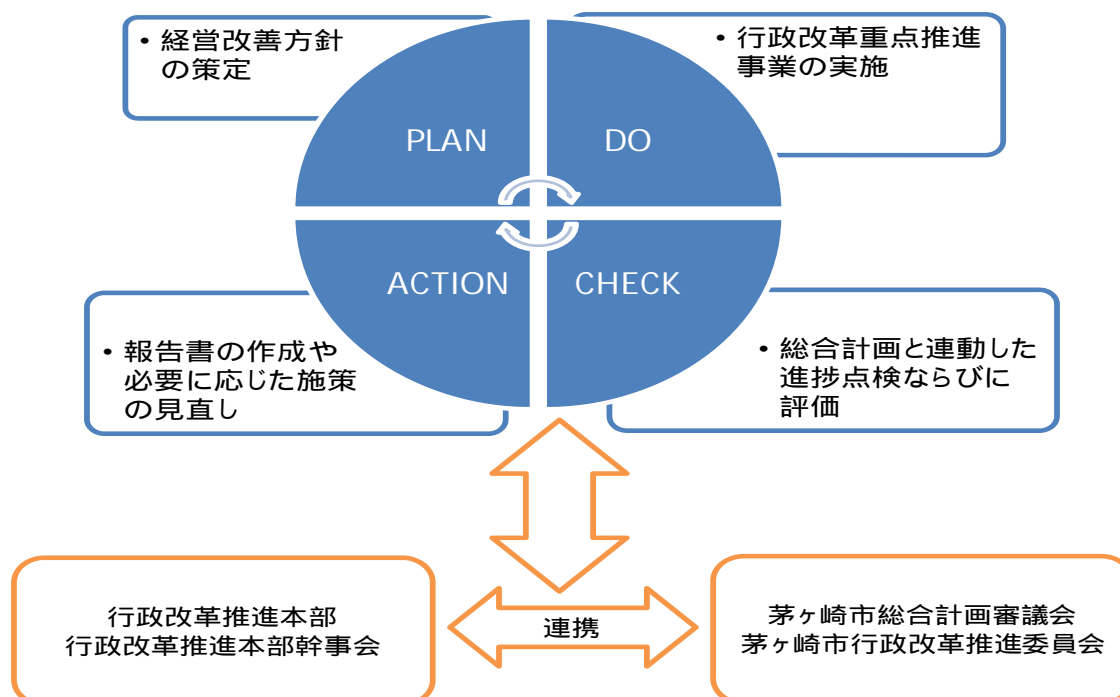 ・経営改善方針
の策定
・行政改革重点推進
事業の実施
PLAN
DO
ACTION
CHECK
・報告書の作成や
必要に応じた施策
の見直し
・総合計画と連動した
進捗点検ならびに
評価
行政改革推進本部
行政改革推進本部幹事会
連携
茅ヶ崎市総合計画審議会
茅ヶ崎市行政改革推進委員会